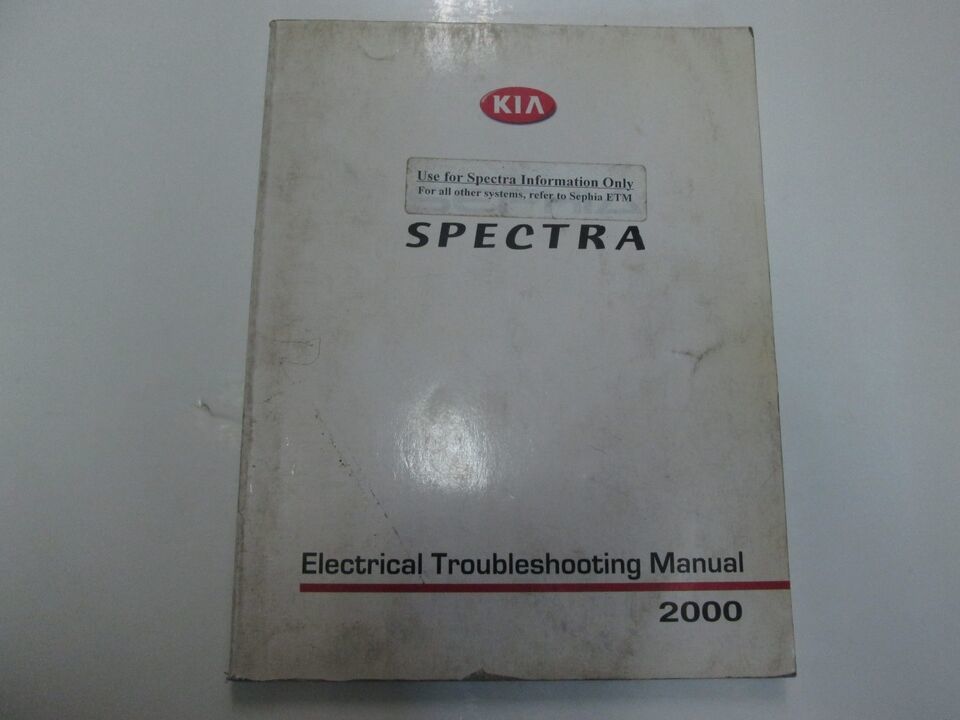 KIA
Use for Spectra Information Only
For all other systems, refer to Sephia ETM
SPECTRA
Electrical Troubleshooting Manual
2000